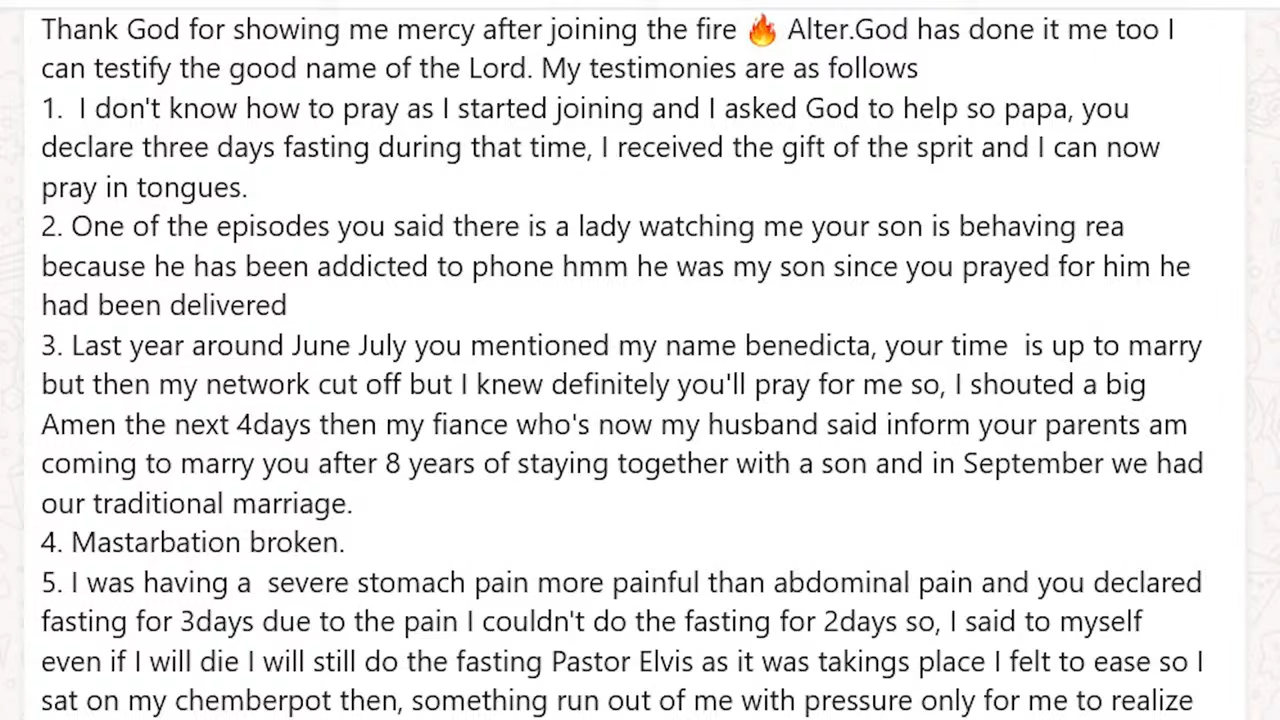 Thank God for showing me mercy after joining the fire 🔥 Alter.God has done it me too I
can testify the good name of the Lord. My testimonies are as follows
1.  I don't know how to pray as I started joining and I asked God to help so papa, you
declare three days fasting during that time, I received the gift of the sprit and I can now
pray in tongues.
2. One of the episodes you said there is a lady watching me your son is behaving rea
because he has been addicted to phone hmm he was my son since you prayed for him he
had been delivered
3. Last year around June July you mentioned my name benedicta, your time  is up to marry
but then my network cut off but I knew definitely you'll pray for me so, I shouted a big
Amen the next 4days then my fiance who's now my husband said inform your parents am
coming to marry you after 8 years of staying together with a son and in September we had
our traditional marriage.
4. Mastarbation broken.
5. I was having a  severe stomach pain more painful than abdominal pain and you declared
fasting for 3days due to the pain I couldn't do the fasting for 2days so, I said to myself
even if I will die I will still do the fasting Pastor Elvis as it was takings place I felt to ease so I
sat on my chemberpot then, something run out of me with pressure only for me to realize